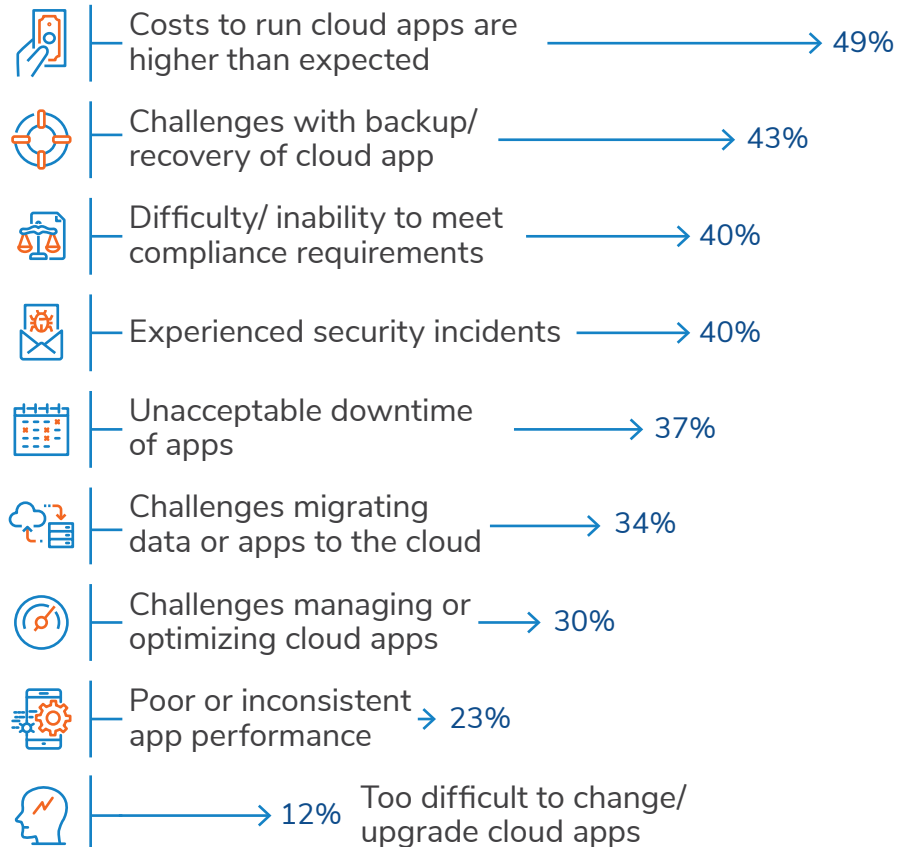 Costs to run cloud apps are
higher than expected
49%
Challenges with backup/
recovery of cloud app
43%
Difficulty/ inability to meet
compliance requirements
40%
Experienced security incidents
40%
Unacceptable downtime
of apps
37%
Challenges migrating
data or apps to the cloud
34%
Challenges managing or
optimizing cloud apps
30%
Poor or inconsistent
app performance
23%
12%
Too difficult to change/
upgrade cloud apps